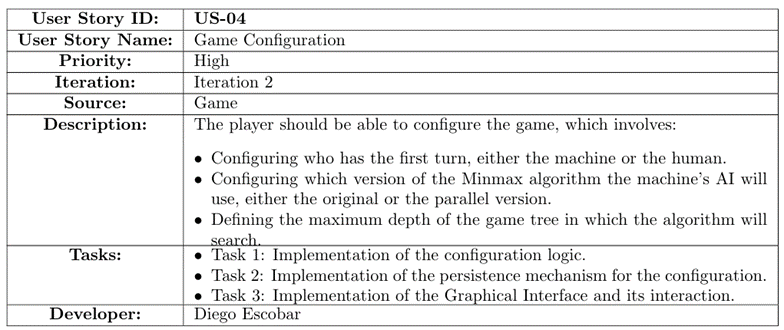 User Story ID: US-04
User Story Name: Game Configuration
Priority: High
Iteration: Iteration 2
Source: Game
Description: The player should be able to configure the game, which involves:
• Configuring who has the first turn, either the machine or the human.
• Configuring which version of the Minmax algorithm the machine's AI will
use, either the original or the parallel version.
• Defining the maximum depth of the game tree in which the algorithm will
search.
Tasks: • Task 1: Implementation of the configuration logic.
• Task 2: Implementation of the persistence mechanism for the configuration.
• Task 3: Implementation of the Graphical Interface and its interaction.
Developer: Diego Escobar